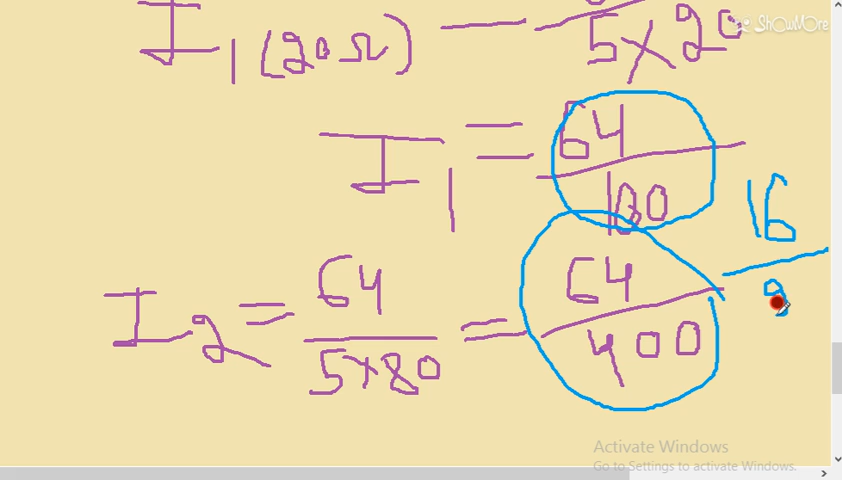 I1(20Ω) = 
5×20
ShowMore
I1 = 64/100
16
I2 = 64/5×80 = 64/400
Activate Windows
Go to Settings to activate Windows.